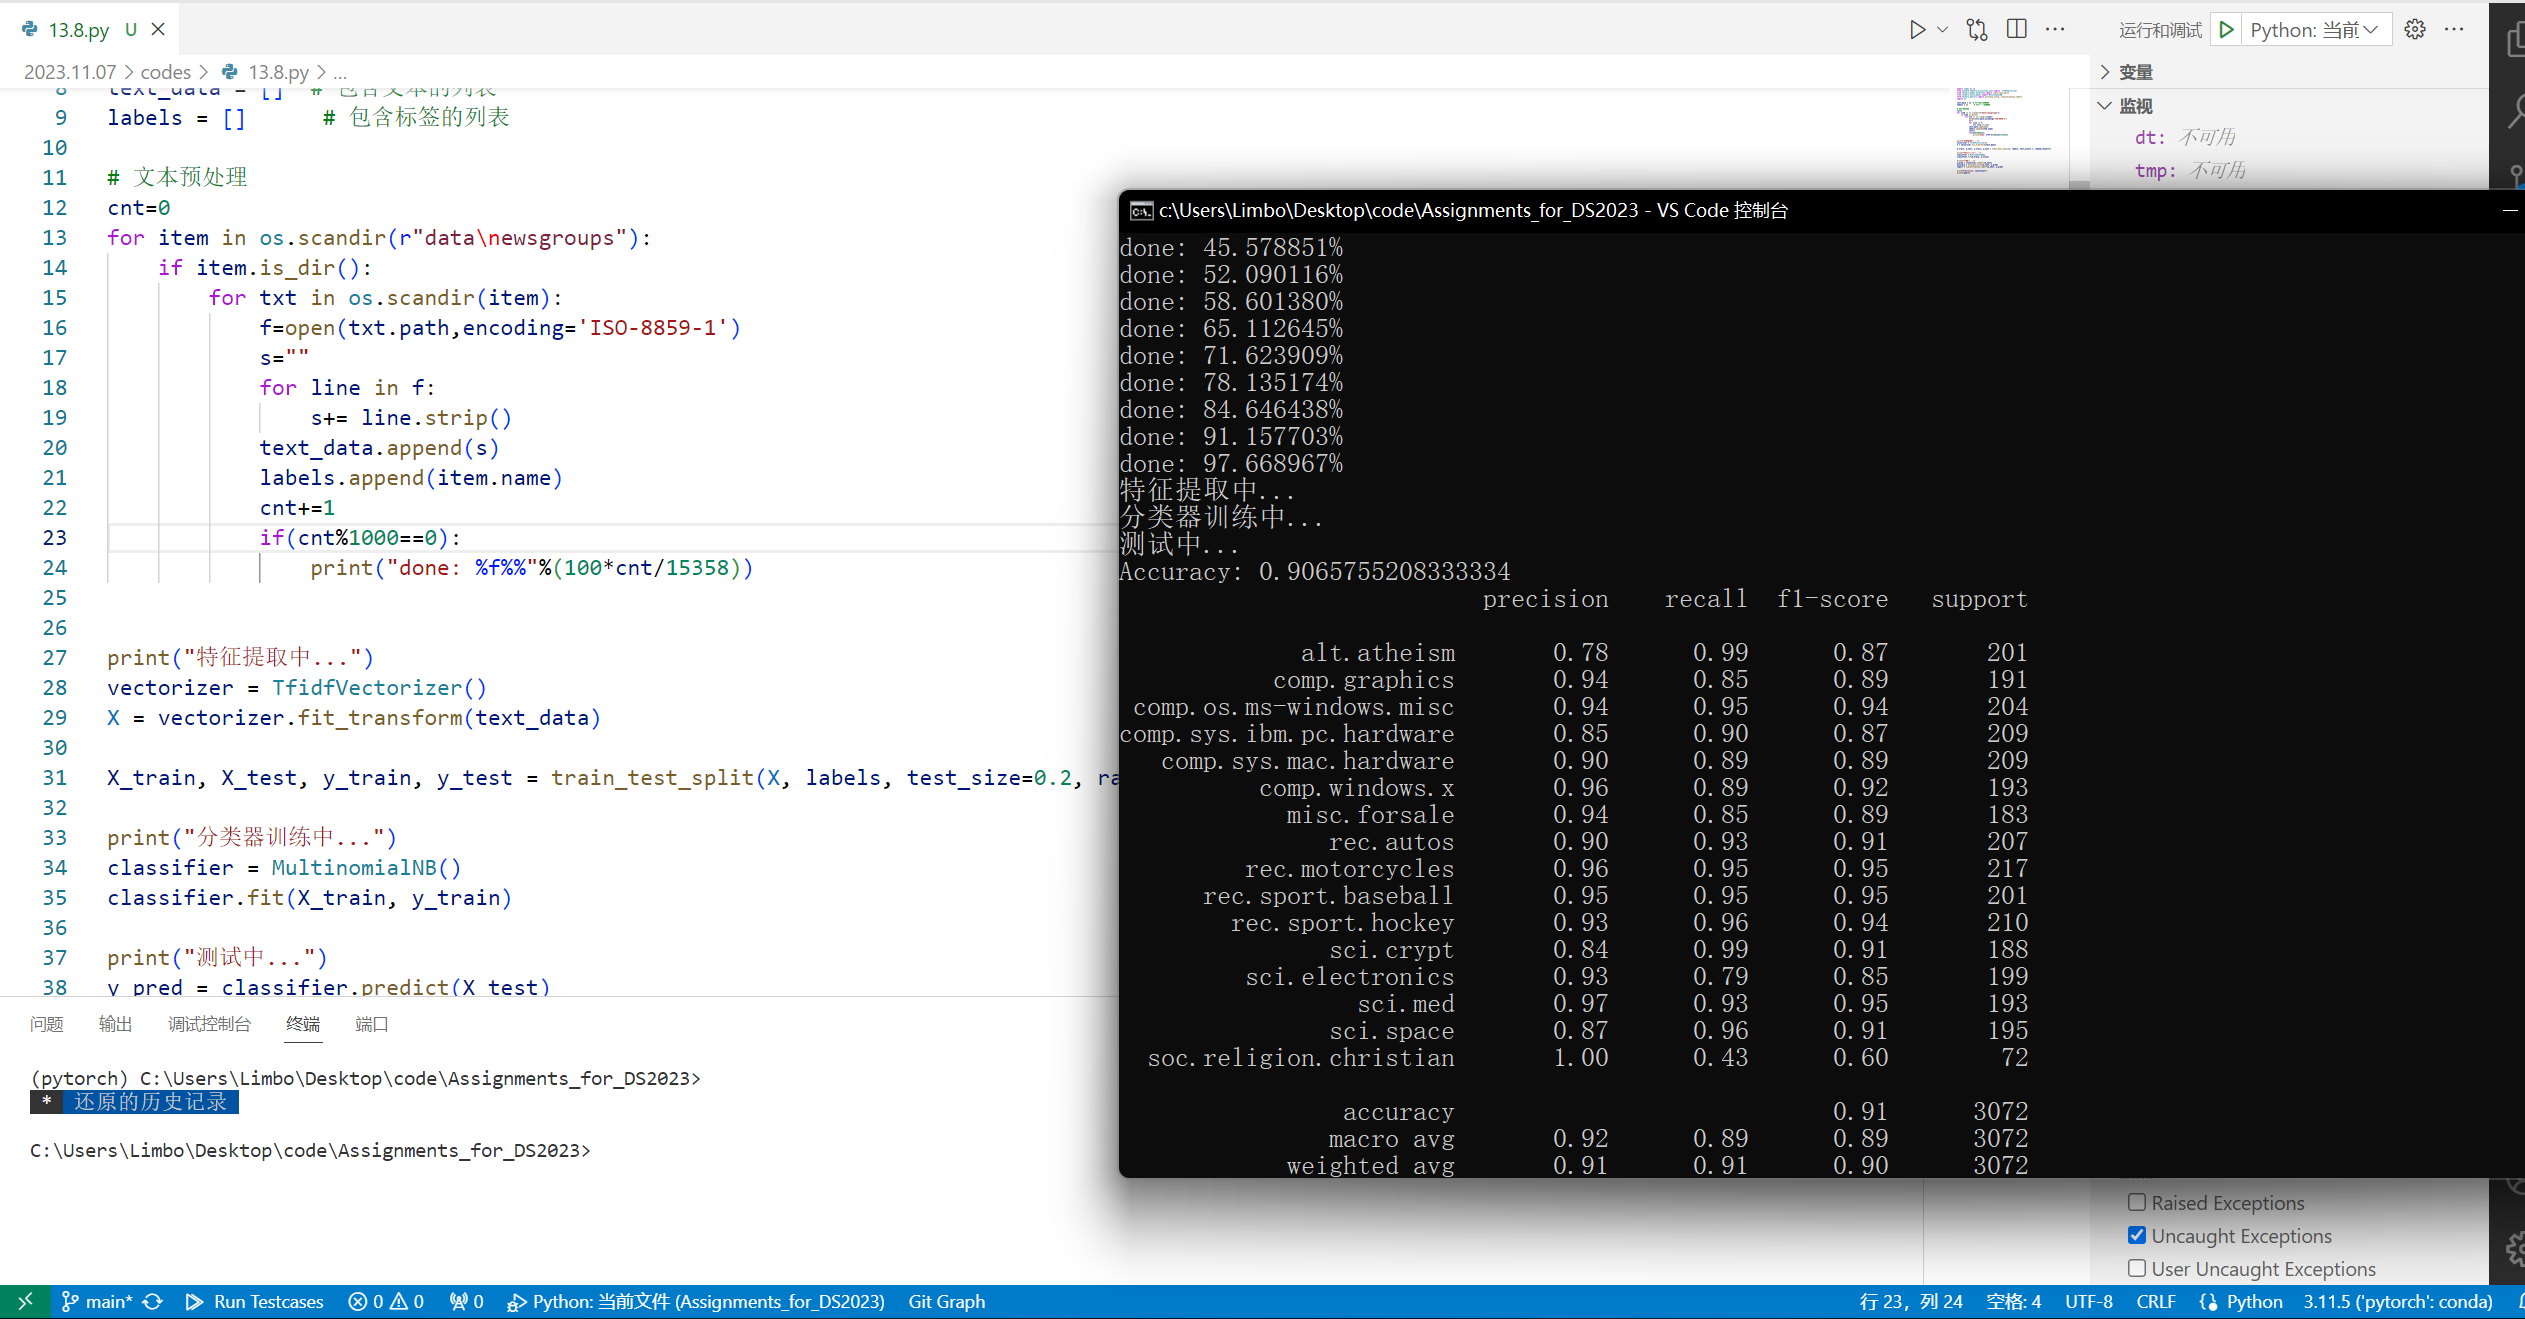 13.8.py U
运行和调试 Python: 当前
2023.11.07 > codes > 13.8.py > ...
变量
监视
dt: 不可用
tmp: 不可用
8 text_data = [] # 包含文本的列表
9 labels = [] # 包含标签的列表
10
11 # 文本预处理
12 cnt=0
13 for item in os.scandir(r"data\newsgroups"):
14 if item.is_dir():
15 for txt in os.scandir(item):
16 f=open(txt.path,encoding='ISO-8859-1')
17 s=""
18 for line in f:
19 s+= line.strip()
20 text_data.append(s)
21 labels.append(item.name)
22 cnt+=1
23 if(cnt%1000==0):
24 print("done: %f%%"%(100*cnt/15358))
25
26
27 print("特征提取中...")
28 vectorizer = TfidfVectorizer()
29 X = vectorizer.fit_transform(text_data)
30
31 X_train, X_test, y_train, y_test = train_test_split(X, labels, test_size=0.2, ra
32
33 print("分类器训练中...")
34 classifier = MultinomialNB()
35 classifier.fit(X_train, y_train)
36
37 print("测试中...")
38 y_pred = classifier.predict(X_test)
c:\Users\Limbo\Desktop\code\Assignments_for_DS2023 - VS Code 控制台
done: 45.578851%
done: 52.090116%
done: 58.601380%
done: 65.112645%
done: 71.623909%
done: 78.135174%
done: 84.646438%
done: 91.157703%
done: 97.668967%
特征提取中...
分类器训练中...
测试中...
Accuracy: 0.9065755208333334
precision recall f1-score support
alt.atheism 0.78 0.99 0.87 201
comp.graphics 0.94 0.85 0.89 191
comp.os.ms-windows.misc 0.94 0.95 0.94 204
comp.sys.ibm.pc.hardware 0.85 0.90 0.87 209
comp.sys.mac.hardware 0.90 0.89 0.89 209
comp.windows.x 0.96 0.89 0.92 193
misc.forsale 0.94 0.85 0.89 183
rec.autos 0.90 0.93 0.91 207
rec.motorcycles 0.96 0.95 0.95 217
rec.sport.baseball 0.95 0.95 0.95 201
rec.sport.hockey 0.93 0.96 0.94 210
sci.crypt 0.84 0.99 0.91 188
sci.electronics 0.93 0.79 0.85 199
sci.med 0.97 0.93 0.95 193
sci.space 0.87 0.96 0.91 195
soc.religion.christian 1.00 0.43 0.60 72
accuracy 0.91 3072
macro avg 0.92 0.89 0.89 3072
weighted avg 0.91 0.91 0.90 3072
问题 输出 调试控制台 终端 端口
(pytorch) C:\Users\Limbo\Desktop\code\Assignments_for_DS2023>
* 还原的历史记录
C:\Users\Limbo\Desktop\code\Assignments_for_DS2023>
Raised Exceptions
Uncaught Exceptions
User Uncaught Exceptions
main* Run Testcases 0 0 0 Python: 当前文件 (Assignments_for_DS2023) Git Graph 行 23，列 24 空格: 4 UTF-8 CRLF Python 3.11.5 ('pytorch': conda)